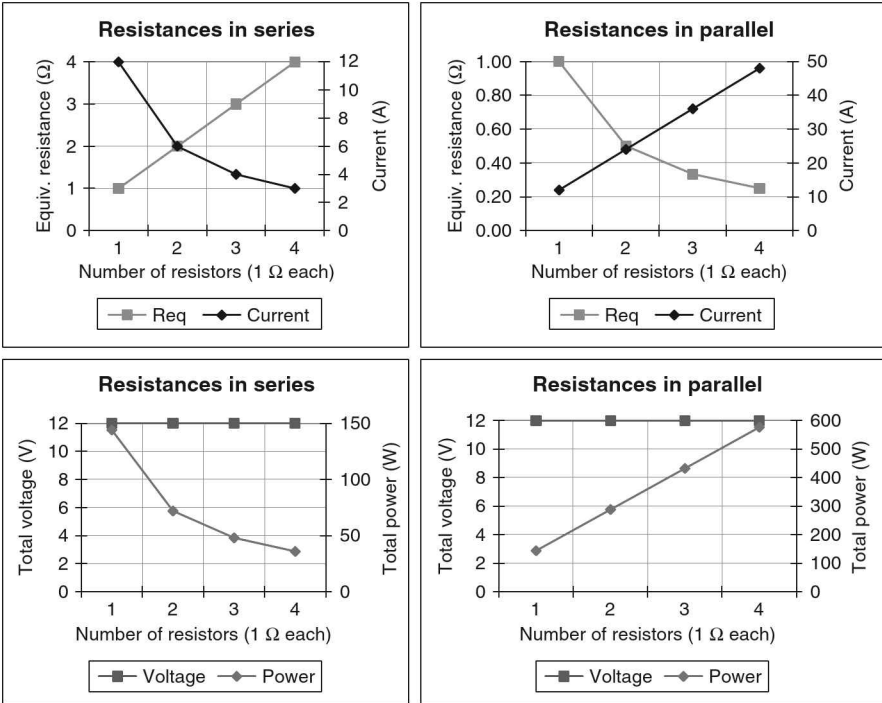 Resistances in series
Equiv. resistance (Ω)
4
3
2
1
0
12
10
8
6
4
2
0
Current (A)
1 2 3 4
Number of resistors (1 Ω each)
Req Current
Resistances in parallel
Equiv. resistance (Ω)
1.00
0.80
0.60
0.40
0.20
0.00
50
40
30
20
10
0
Current (A)
1 2 3 4
Number of resistors (1 Ω each)
Req Current
Resistances in series
Total voltage (V)
12
10
8
6
4
2
0
150
100
50
0
Total power (W)
1 2 3 4
Number of resistors (1 Ω each)
Voltage Power
Resistances in parallel
Total voltage (V)
12
10
8
6
4
2
0
600
500
400
300
200
100
0
Total power (W)
1 2 3 4
Number of resistors (1 Ω each)
Voltage Power